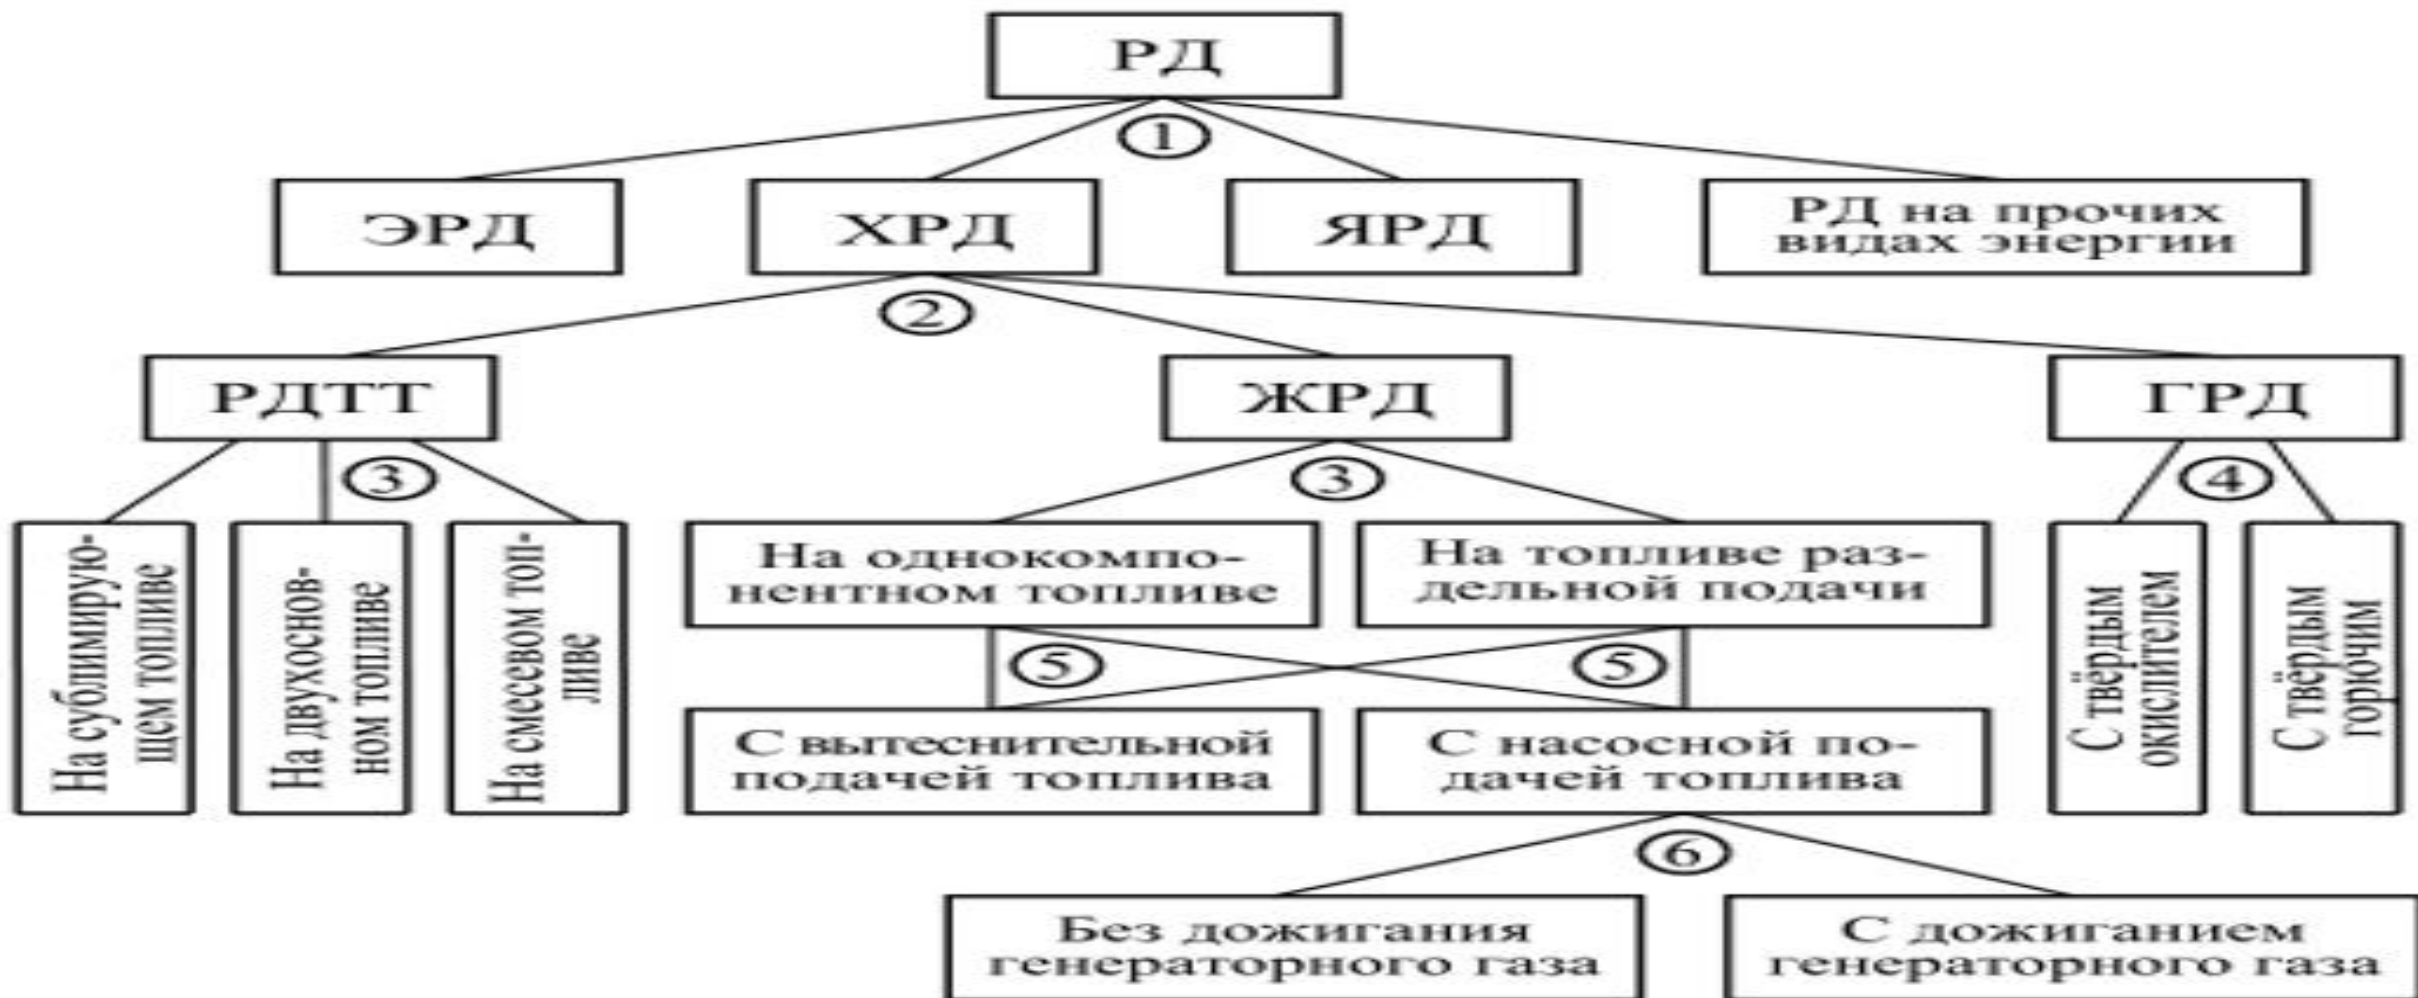 РД
1
ЭРД
ХРД
ЯРД
РД на прочих
видах энергии
2
РДТТ
ЖРД
ГРД
3
3
4
На сублимирую-
щем топливе
На двухоснов-
ном топливе
На смесевом топ-
ливе
На однокомпо-
нентном топливе
На топливе раз-
дельной подачи
С твёрдым
окислителем
С твёрдым
горючим
5
5
С вытеснительной
подачей топлива
С насосной по-
дачей топлива
6
Без дожигания
генераторного газа
С дожиганием
генераторного газа